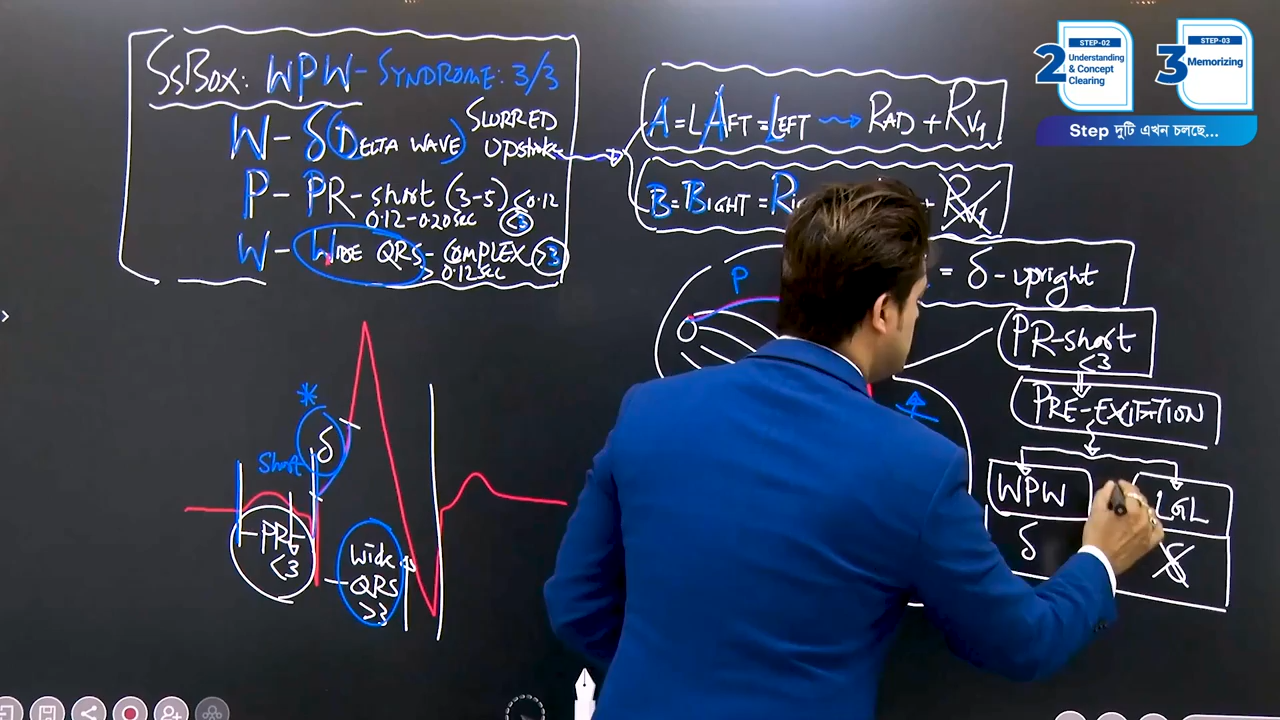 SsBox: WPW- SYNDROME: 3/3
W- δ (DELTA WAVE) SLURRED UPstroke
P- PR- short (3-5) <0.12
0.12-0.20sec <3
W- WIDE QRS- COMPLEX >3
> 0.12sec
A = LAFT = LEFT → RAD + RV1
B = BIGHT = + RV1
= δ- upright
P
PR-short
<3
PRE-EXITATION
WPW
LGL
δ
δ
*
δ
Short
PR
<3
wide
QRS
>3
2
STEP-02
Understanding
& Concept
Clearing
3
STEP-03
Memorizing
Step দুটি এখন চলছে...